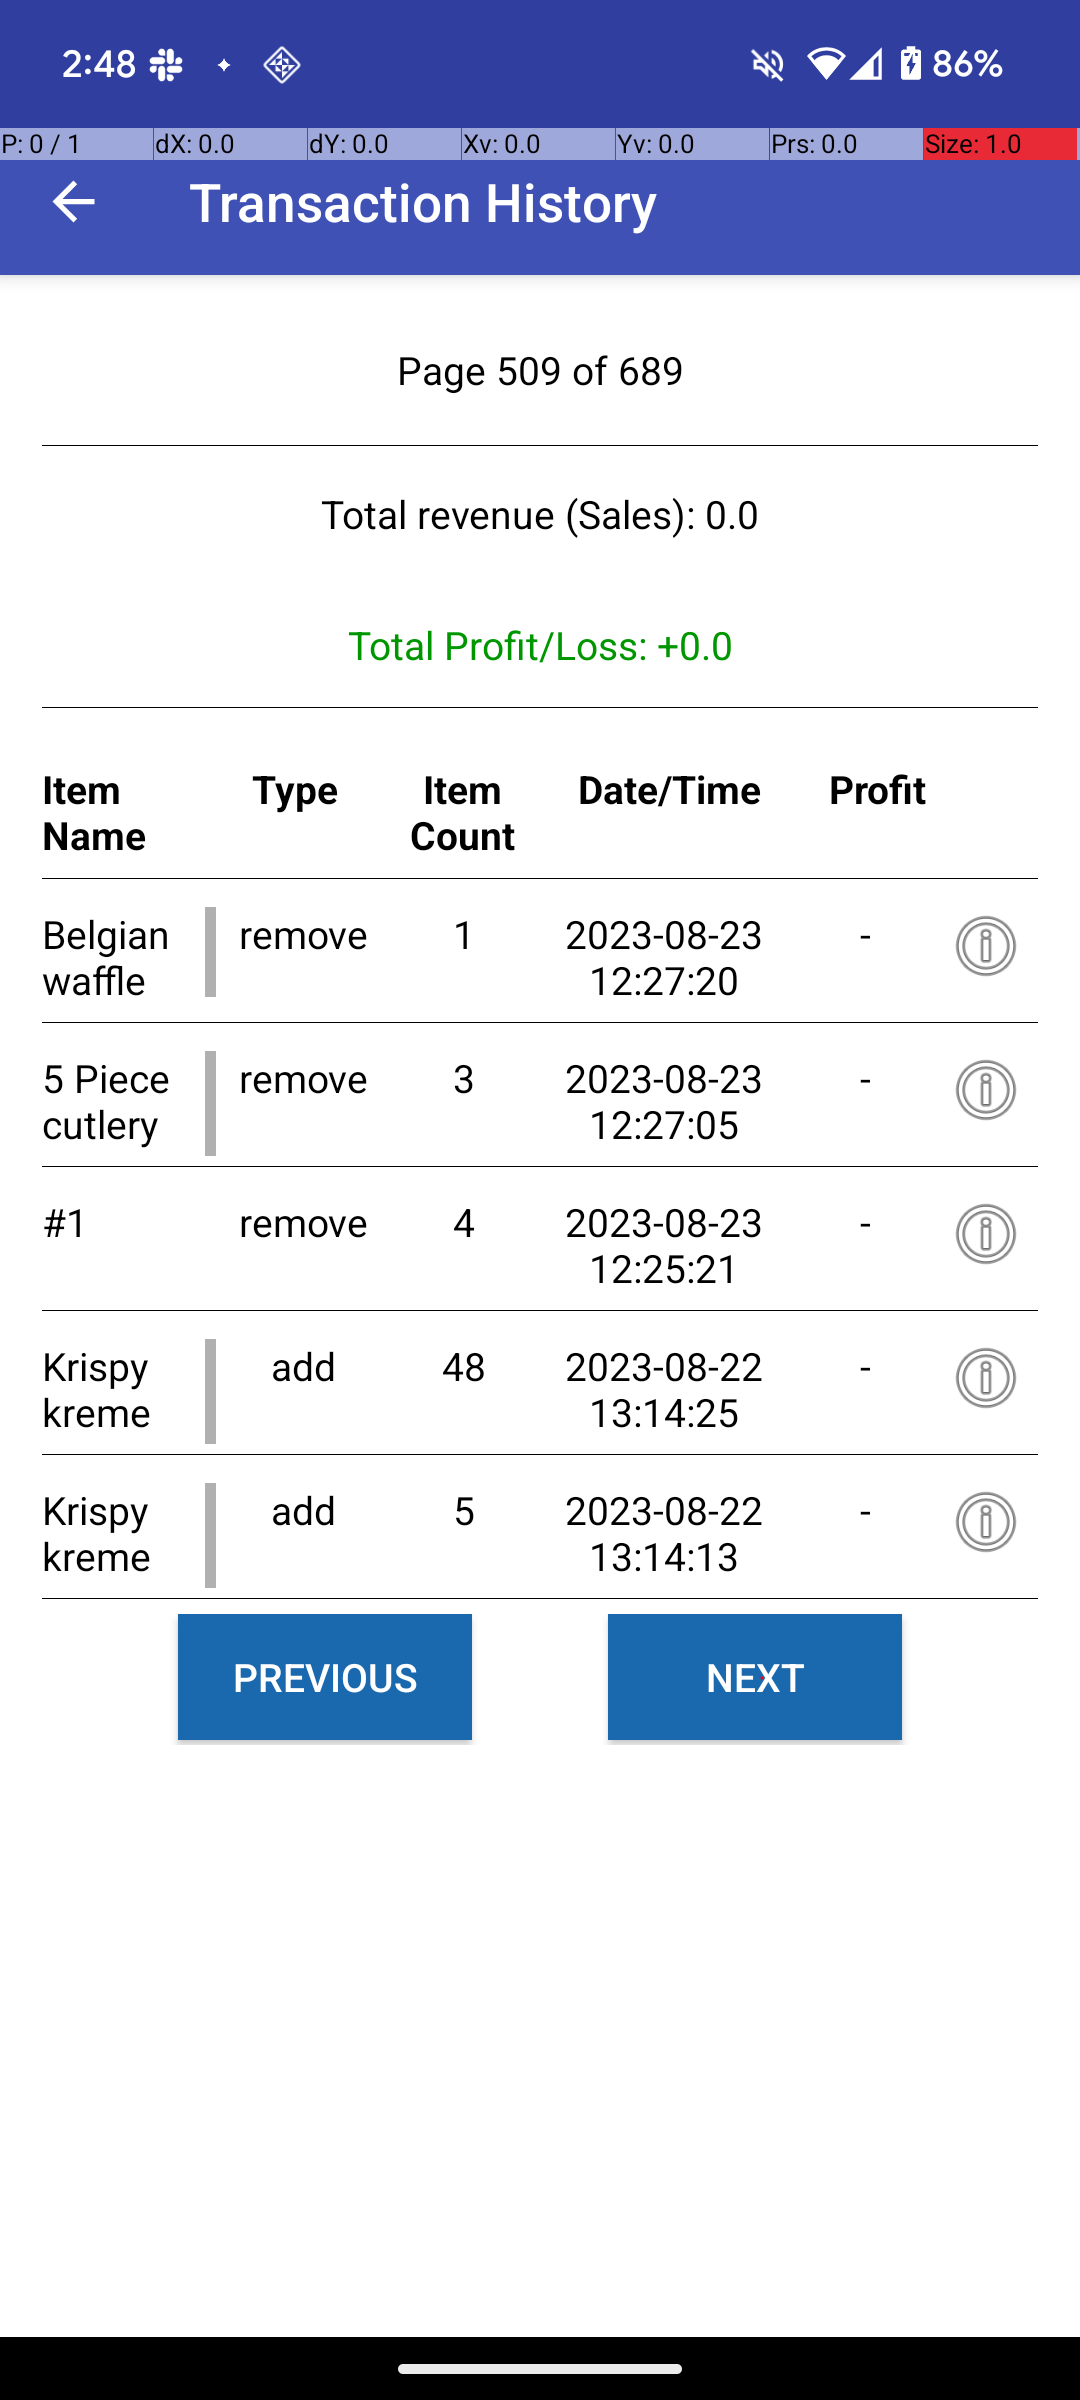 2:48 86%
P: 0 / 1 dX: 0.0 dY: 0.0 Xv: 0.0 Yv: 0.0 Prs: 0.0 Size: 1.0
Transaction History
Page 509 of 689
Total revenue (Sales): 0.0
Total Profit/Loss: +0.0
Item Name Type Item Count Date/Time Profit
Belgian waffle remove 1 2023-08-23 12:27:20 -
5 Piece cutlery remove 3 2023-08-23 12:27:05 -
#1 remove 4 2023-08-23 12:25:21 -
Krispy kreme add 48 2023-08-22 13:14:25 -
Krispy kreme add 5 2023-08-22 13:14:13 -
PREVIOUS NEXT